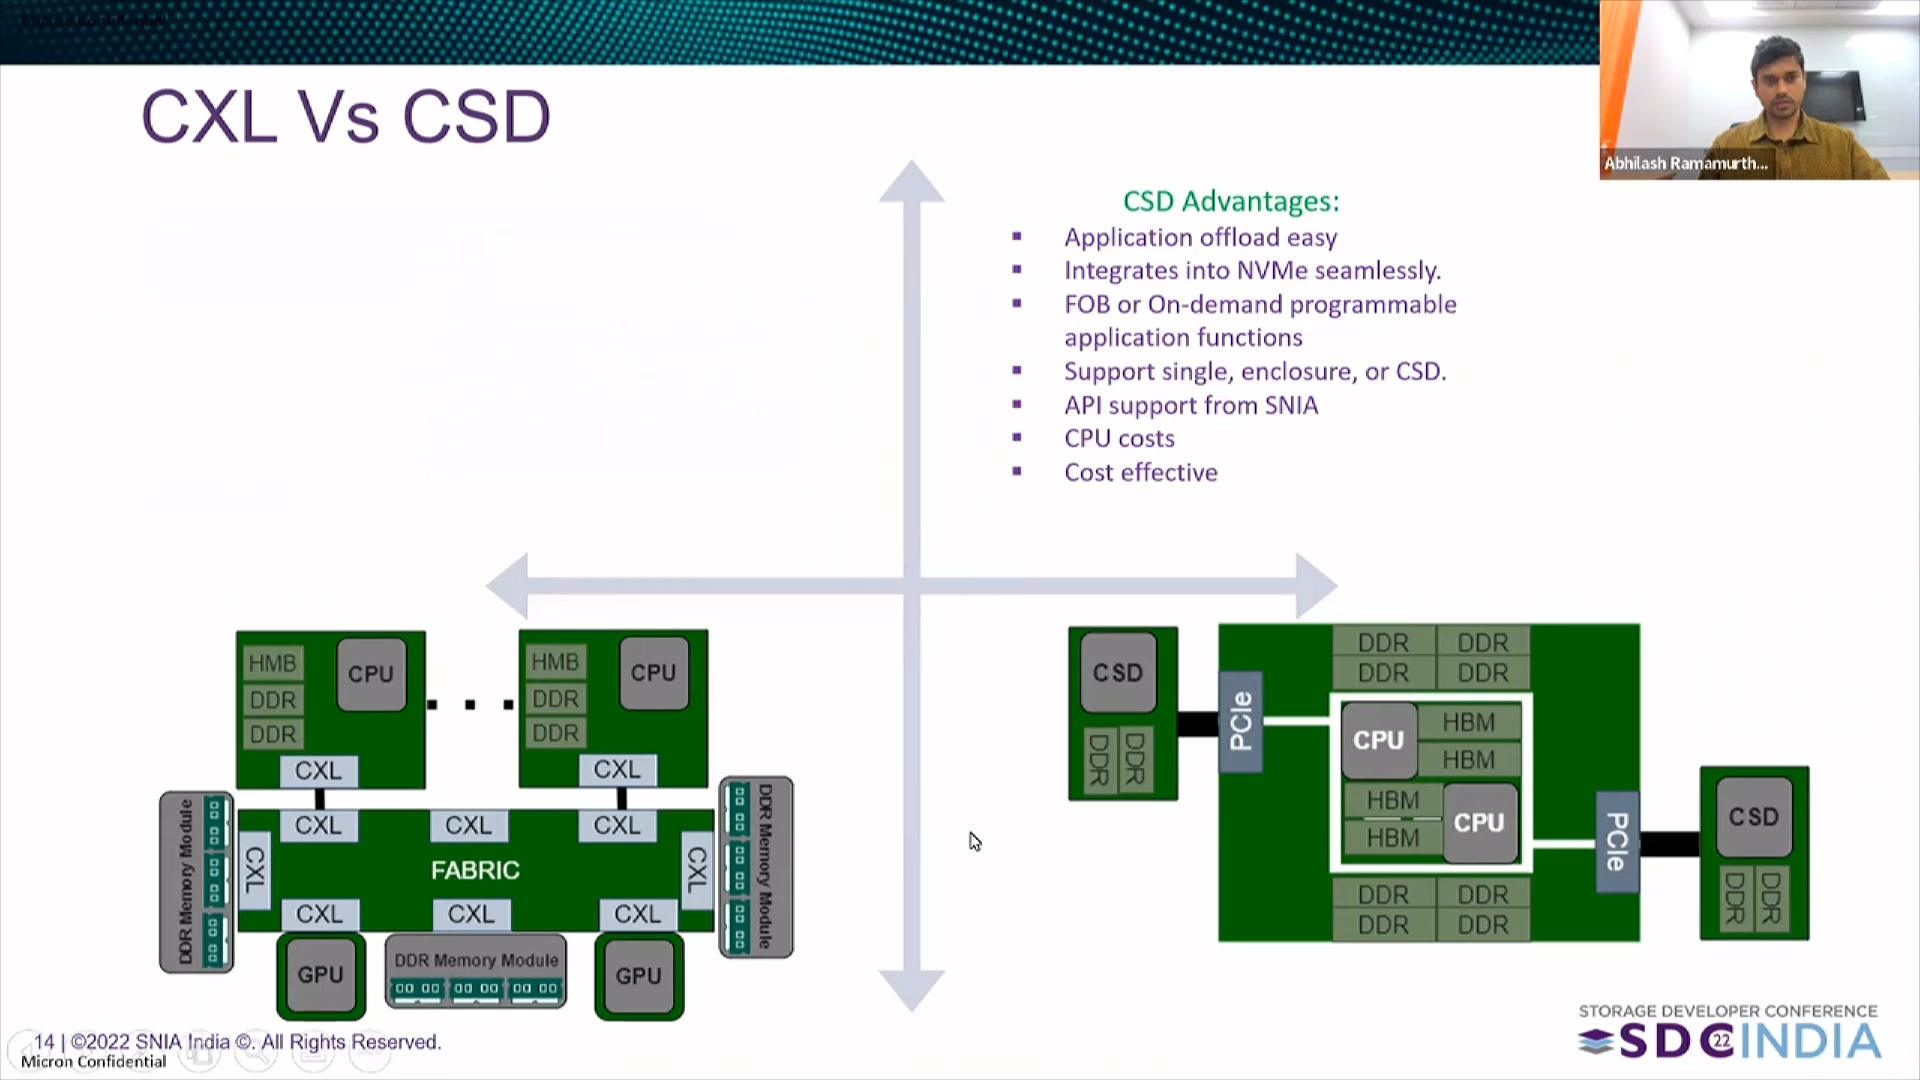 CXL Vs CSD
Abhilash Ramamurth...
CSD Advantages:
▪ Application offload easy
▪ Integrates into NVMe seamlessly.
▪ FOB or On-demand programmable
application functions
▪ Support single, enclosure, or CSD.
▪ API support from SNIA
▪ CPU costs
▪ Cost effective
HMB
DDR
DDR
CPU
CXL
HMB
DDR
DDR
CPU
CXL
CXL
CXL
CXL
CXL
FABRIC
CXL
CXL
CXL
CXL
DDR Memory Module
DDR Memory Module
GPU
DDR Memory Module
GPU
CSD
DDR
DDR
PCIe
DDR DDR
DDR DDR
CPU
HBM
HBM
HBM
HBM
CPU
DDR DDR
DDR DDR
PCIe
CSD
DDR
DDR
14 | ©2022 SNIA India ©. All Rights Reserved.
Micron Confidential
STORAGE DEVELOPER CONFERENCE
SDC 22 INDIA